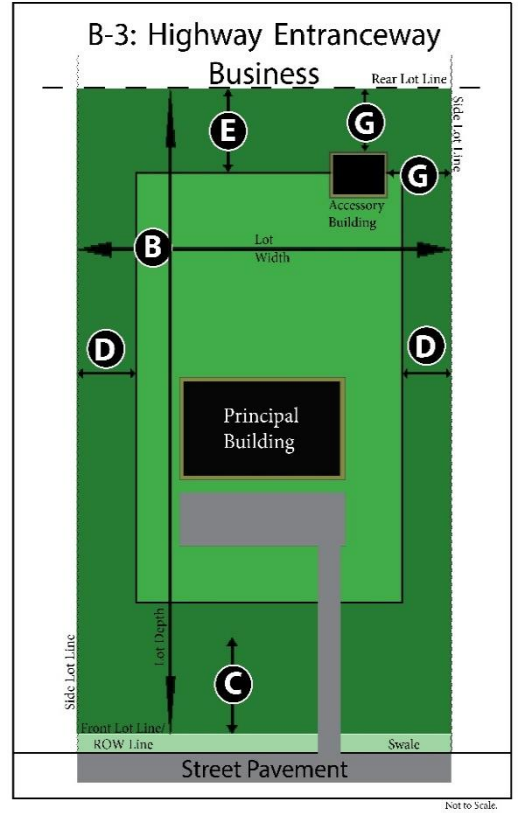 B-3: Highway Entranceway
Business
Rear Lot Line
Side Lot Line
E
G
G
Accessory
Building
B
Lot
Width
D
D
Principal
Building
Lot Depth
Side Lot Line
C
Front Lot Line/
ROW Line
Swale
Street Pavement
Not to Scale.